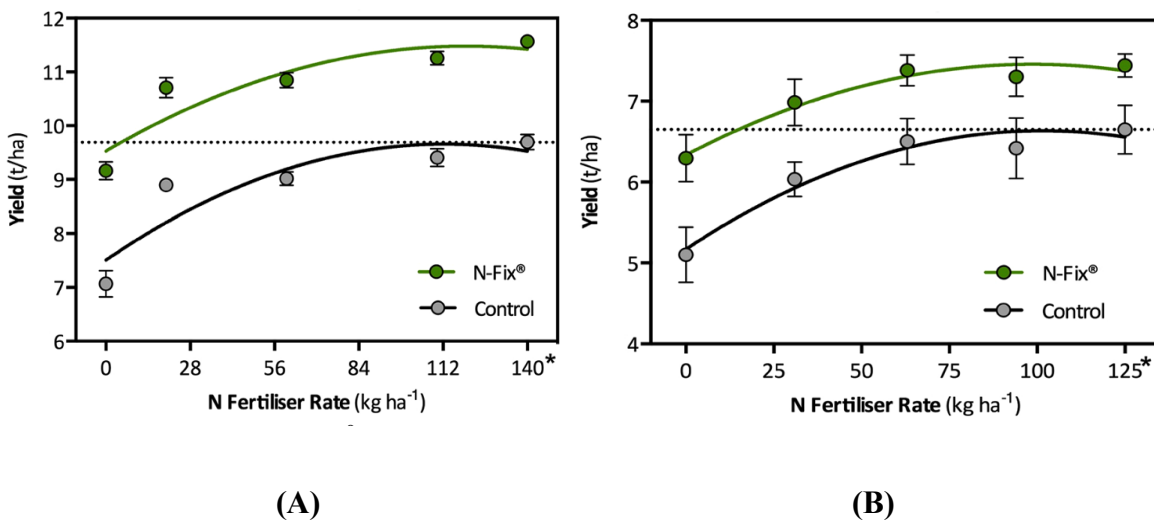 A
12
11
10
9
8
7
6
Yield (t/ha)
N-Fix®
Control
0 28 56 84 112 140*
N Fertiliser Rate (kg ha⁻¹)
B
8
7
6
5
4
Yield (t/ha)
N-Fix®
Control
0 25 50 75 100 125*
N Fertiliser Rate (kg ha⁻¹)
(A) (B)